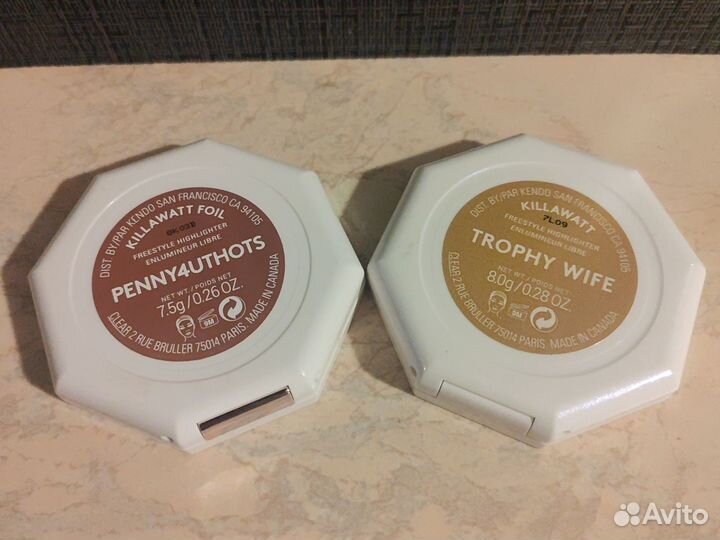 DIST. BY/PAR KENDO SAN FRANCISCO CA 94105
KILLAWATT FOIL
FREESTYLE HIGHLIGHTER
ENLUMINEUR LIBRE
PENNY4UTHOTS
NET WT./POIDS NET
7.5g/0.26 OZ.
9M
CLEAR 2 RUE BRULLER 75014 PARIS. MADE IN CANADA
DIST. BY/PAR KENDO SAN FRANCISCO CA 94105
KILLAWATT
7L09
FREESTYLE HIGHLIGHTER
ENLUMINEUR LIBRE
TROPHY WIFE
NET WT./POIDS NET
8.0g/0.28 OZ.
9M
CLEAR 2 RUE BRULLER 75014 PARIS. MADE IN CANADA
Avito